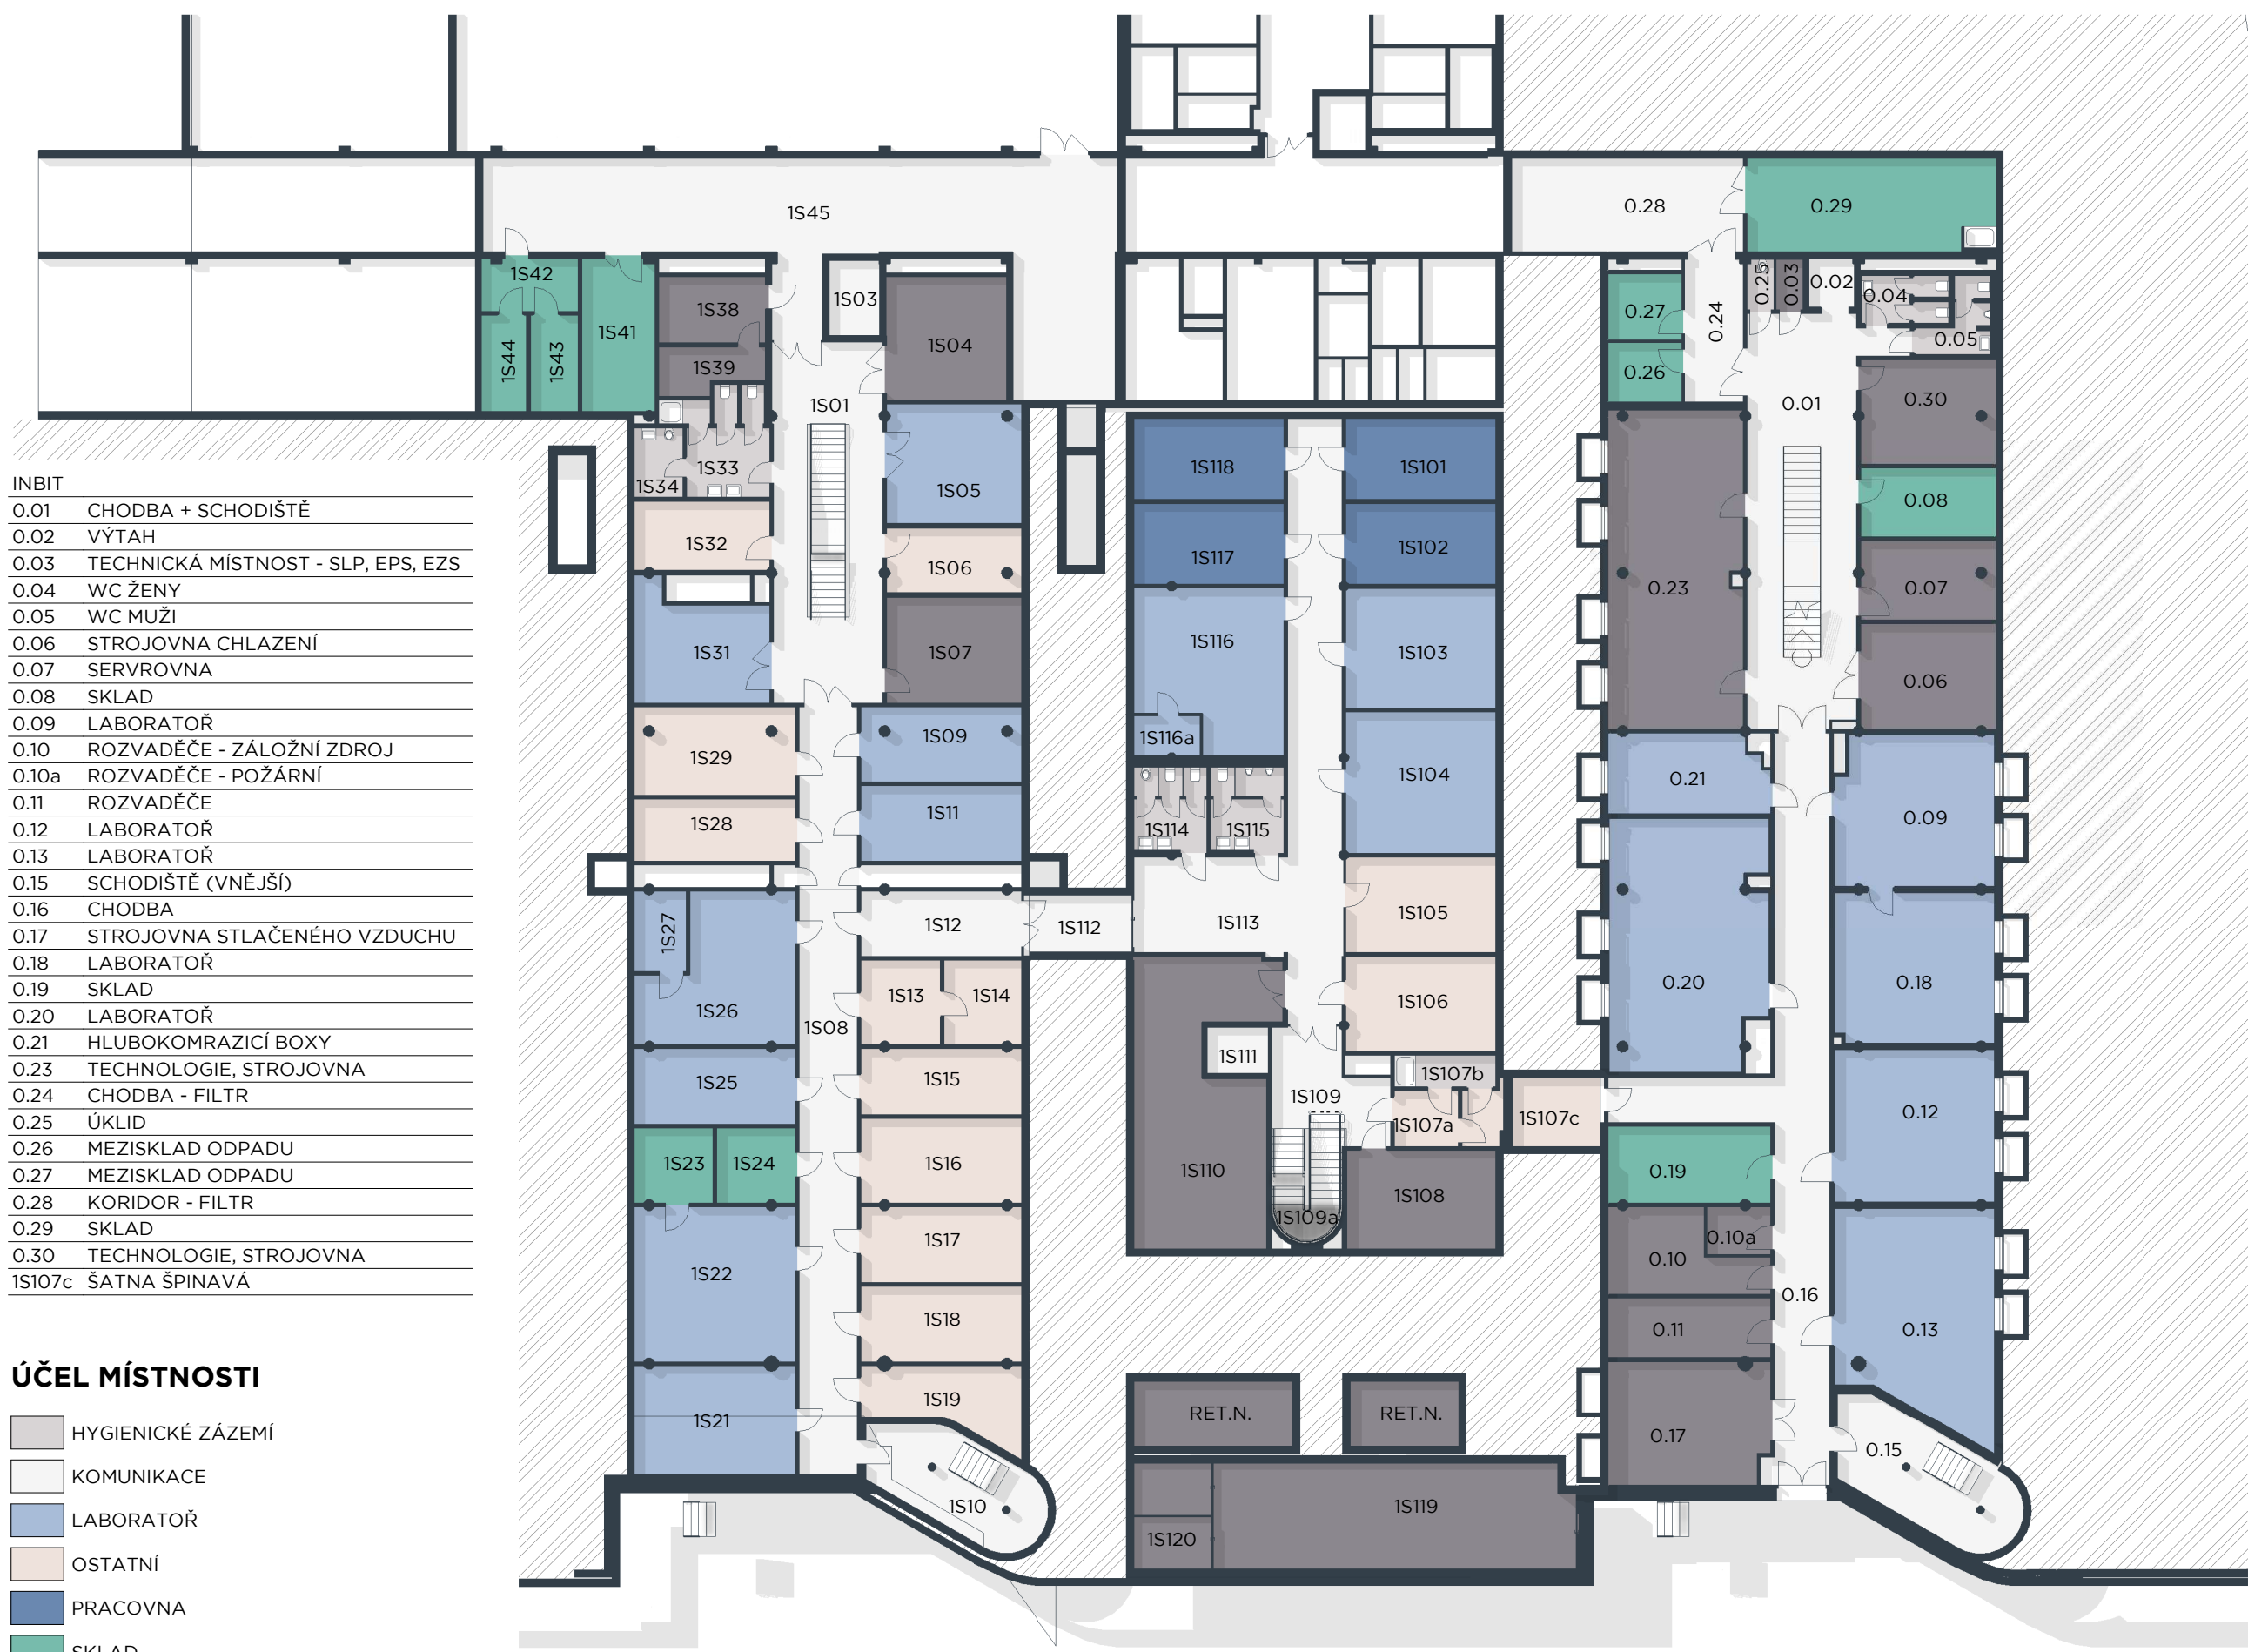 1S45
0.28
0.29
1S42
1S03
1S38
1S41
1S44
1S43
1S04
1S39
0.25
0.03
0.02
0.04
0.27
0.24
0.05
0.26
1S01
0.01
0.30
1S33
1S34
1S05
1S118
1S101
0.08
1S32
1S06
1S117
1S102
0.23
0.07
1S31
1S07
1S116
1S103
0.06
1S29
1S09
1S116a
1S104
0.21
1S28
1S11
1S114
1S115
0.09
1S27
1S12
1S112
1S113
1S105
1S26
1S08
1S13
1S14
1S106
0.20
0.18
1S111
1S25
1S15
1S109
1S107b
1S107a
1S107c
0.12
1S23
1S24
1S16
1S110
1S108
1S109a
0.19
1S22
1S17
0.10
0.10a
0.16
1S18
0.11
0.13
1S21
1S19
RET.N.
RET.N.
0.17
0.15
1S10
1S119
1S120
INBIT
0.01 CHODBA + SCHODIŠTĚ
0.02 VÝTAH
0.03 TECHNICKÁ MÍSTNOST - SLP, EPS, EZS
0.04 WC ŽENY
0.05 WC MUŽI
0.06 STROJOVNA CHLAZENÍ
0.07 SERVROVNA
0.08 SKLAD
0.09 LABORATOŘ
0.10 ROZVADĚČE - ZÁLOŽNÍ ZDROJ
0.10a ROZVADĚČE - POŽÁRNÍ
0.11 ROZVADĚČE
0.12 LABORATOŘ
0.13 LABORATOŘ
0.15 SCHODIŠTĚ (VNĚJŠÍ)
0.16 CHODBA
0.17 STROJOVNA STLAČENÉHO VZDUCHU
0.18 LABORATOŘ
0.19 SKLAD
0.20 LABORATOŘ
0.21 HLUBOKOMRAZICÍ BOXY
0.23 TECHNOLOGIE, STROJOVNA
0.24 CHODBA - FILTR
0.25 ÚKLID
0.26 MEZISKLAD ODPADU
0.27 MEZISKLAD ODPADU
0.28 KORIDOR - FILTR
0.29 SKLAD
0.30 TECHNOLOGIE, STROJOVNA
1S107c ŠATNA ŠPINAVÁ
ÚČEL MÍSTNOSTI
HYGIENICKÉ ZÁZEMÍ
KOMUNIKACE
LABORATOŘ
OSTATNÍ
PRACOVNA
SKLAD